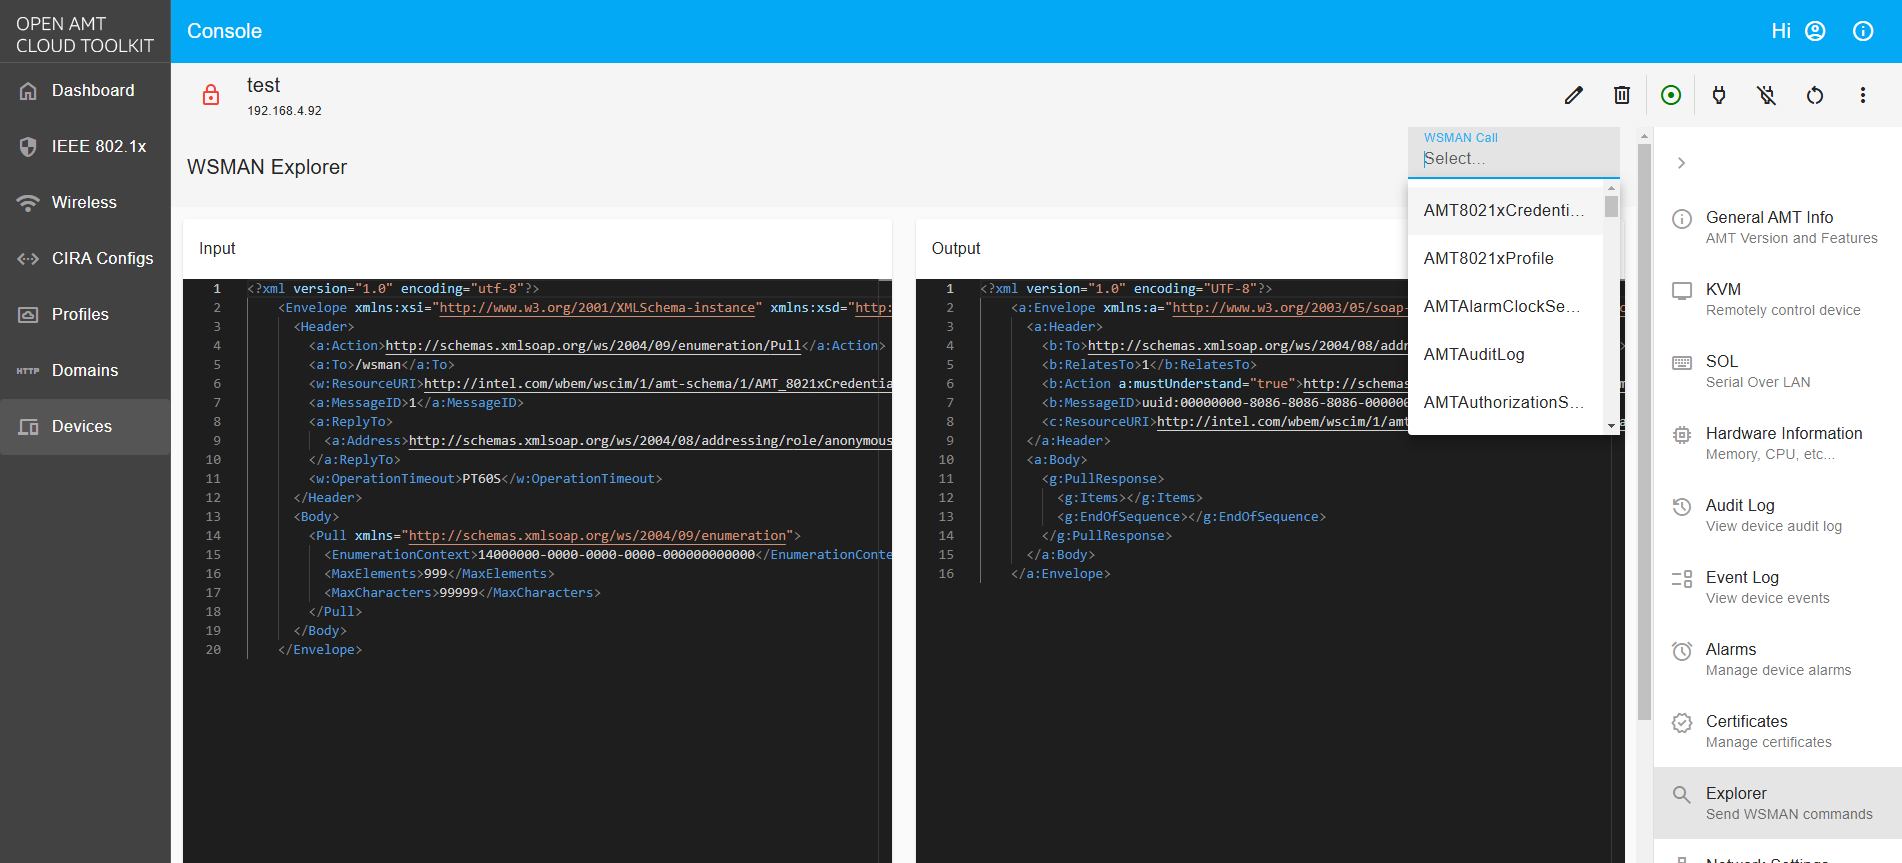 OPEN AMT
CLOUD TOOLKIT
Console
Hi
Dashboard
IEEE 802.1x
Wireless
CIRA Configs
Profiles
HTTP Domains
Devices
test
192.168.4.92
WSMAN Explorer
WSMAN Call
Select...
AMT8021xCredenti...
AMT8021xProfile
AMTAlarmClockSe...
AMTAuditLog
AMTAuthorizationS...
Input
1 <?xml version="1.0" encoding="utf-8"?>
2 <Envelope xmlns:xsi="http://www.w3.org/2001/XMLSchema-instance" xmlns:xsd="http:
3 <Header>
4 <a:Action>http://schemas.xmlsoap.org/ws/2004/09/enumeration/Pull</a:Action>
5 <a:To>/wsman</a:To>
6 <w:ResourceURI>http://intel.com/wbem/wscim/1/amt-schema/1/AMT_8021xCredentia
7 <a:MessageID>1</a:MessageID>
8 <a:ReplyTo>
9 <a:Address>http://schemas.xmlsoap.org/ws/2004/08/addressing/role/anonymous
10 </a:ReplyTo>
11 <w:OperationTimeout>PT60S</w:OperationTimeout>
12 </Header>
13 <Body>
14 <Pull xmlns="http://schemas.xmlsoap.org/ws/2004/09/enumeration">
15 <EnumerationContext>14000000-0000-0000-0000-000000000000</EnumerationConte
16 <MaxElements>999</MaxElements>
17 <MaxCharacters>99999</MaxCharacters>
18 </Pull>
19 </Body>
20 </Envelope>
Output
1 <?xml version="1.0" encoding="UTF-8"?>
2 <a:Envelope xmlns:a="http://www.w3.org/2003/05/soap-
3 <a:Header>
4 <b:To>http://schemas.xmlsoap.org/ws/2004/08/addr
5 <b:RelatesTo>1</b:RelatesTo>
6 <b:Action a:mustUnderstand="true">http://schemas
7 <b:MessageID>uuid:00000000-8086-8086-8086-000000
8 <c:ResourceURI>http://intel.com/wbem/wscim/1/amt
9 </a:Header>
10 <a:Body>
11 <g:PullResponse>
12 <g:Items></g:Items>
13 <g:EndOfSequence></g:EndOfSequence>
14 </g:PullResponse>
15 </a:Body>
16 </a:Envelope>
General AMT Info
AMT Version and Features
KVM
Remotely control device
SOL
Serial Over LAN
Hardware Information
Memory, CPU, etc...
Audit Log
View device audit log
Event Log
View device events
Alarms
Manage device alarms
Certificates
Manage certificates
Explorer
Send WSMAN commands
Network Settings